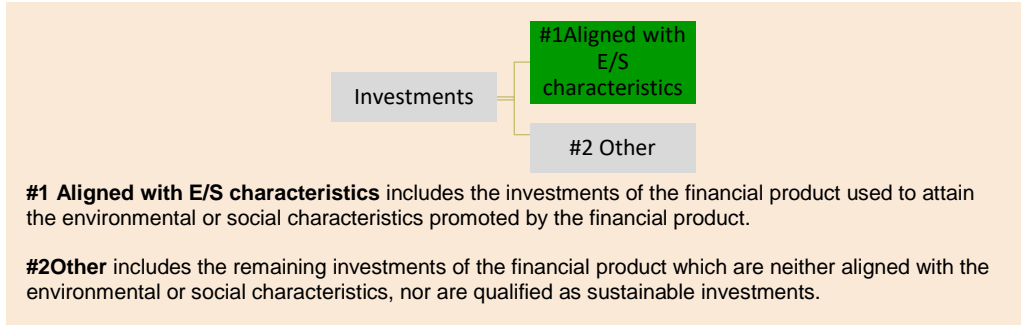 #1Aligned with
E/S
characteristics
Investments
#2 Other
#1 Aligned with E/S characteristics includes the investments of the financial product used to attain
the environmental or social characteristics promoted by the financial product.
#2Other includes the remaining investments of the financial product which are neither aligned with the
environmental or social characteristics, nor are qualified as sustainable investments.